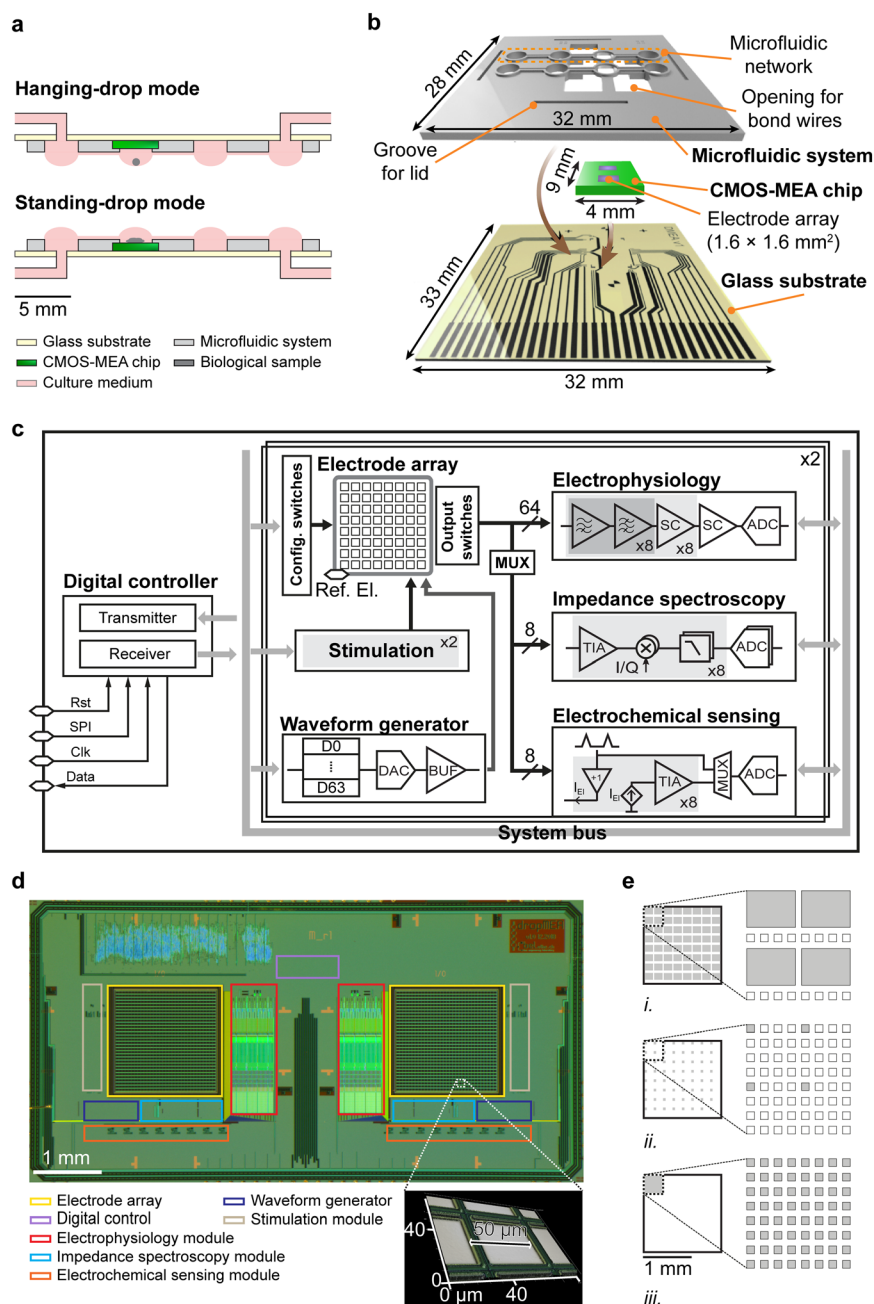 a
Hanging-drop mode
Standing-drop mode
5 mm
Glass substrate
CMOS-MEA chip
Culture medium
Microfluidic system
Biological sample
b
28 mm
32 mm
Microfluidic
network
Opening for
bond wires
Groove
for lid
Microfluidic system
9 mm
4 mm
CMOS-MEA chip
Electrode array
(1.6 × 1.6 mm²)
33 mm
Glass substrate
32 mm
c
x2
Digital controller
Transmitter
Receiver
Rst
SPI
Clk
Data
Config. switches
Electrode array
Ref. El.
Output
switches
MUX
64
8
8
Stimulation
x2
Waveform generator
D0
D63
DAC
BUF
Electrophysiology
x8
SC
x8
SC
ADC
Impedance spectroscopy
TIA
I/Q
x8
ADC
Electrochemical sensing
+1
I_El
I_El
TIA
x8
MUX
ADC
System bus
d
1 mm
Electrode array
Digital control
Electrophysiology module
Impedance spectroscopy module
Electrochemical sensing module
Waveform generator
Stimulation module
40
50 µm
0
0 µm
40
e
i.
ii.
1 mm
iii.